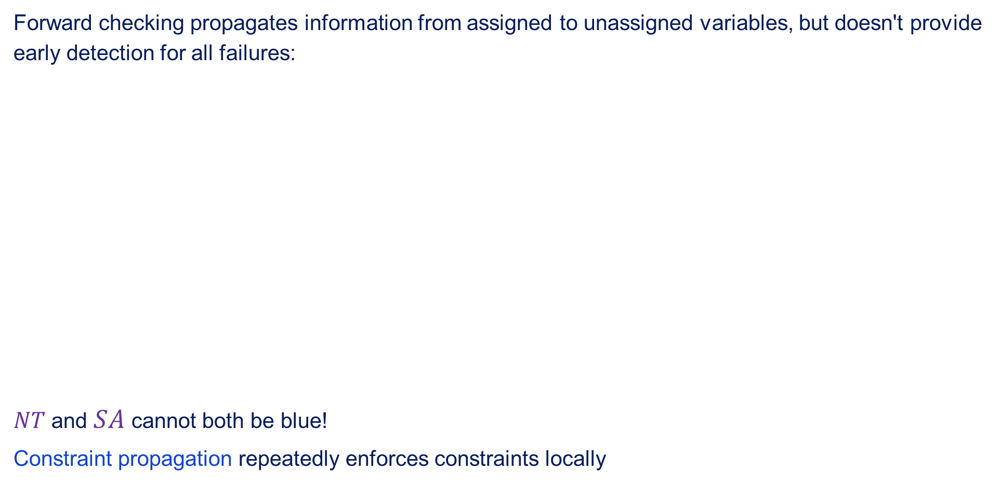 Forward checking propagates information from assigned to unassigned variables, but doesn't provide
early detection for all failures:
NT and SA cannot both be blue!
Constraint propagation repeatedly enforces constraints locally